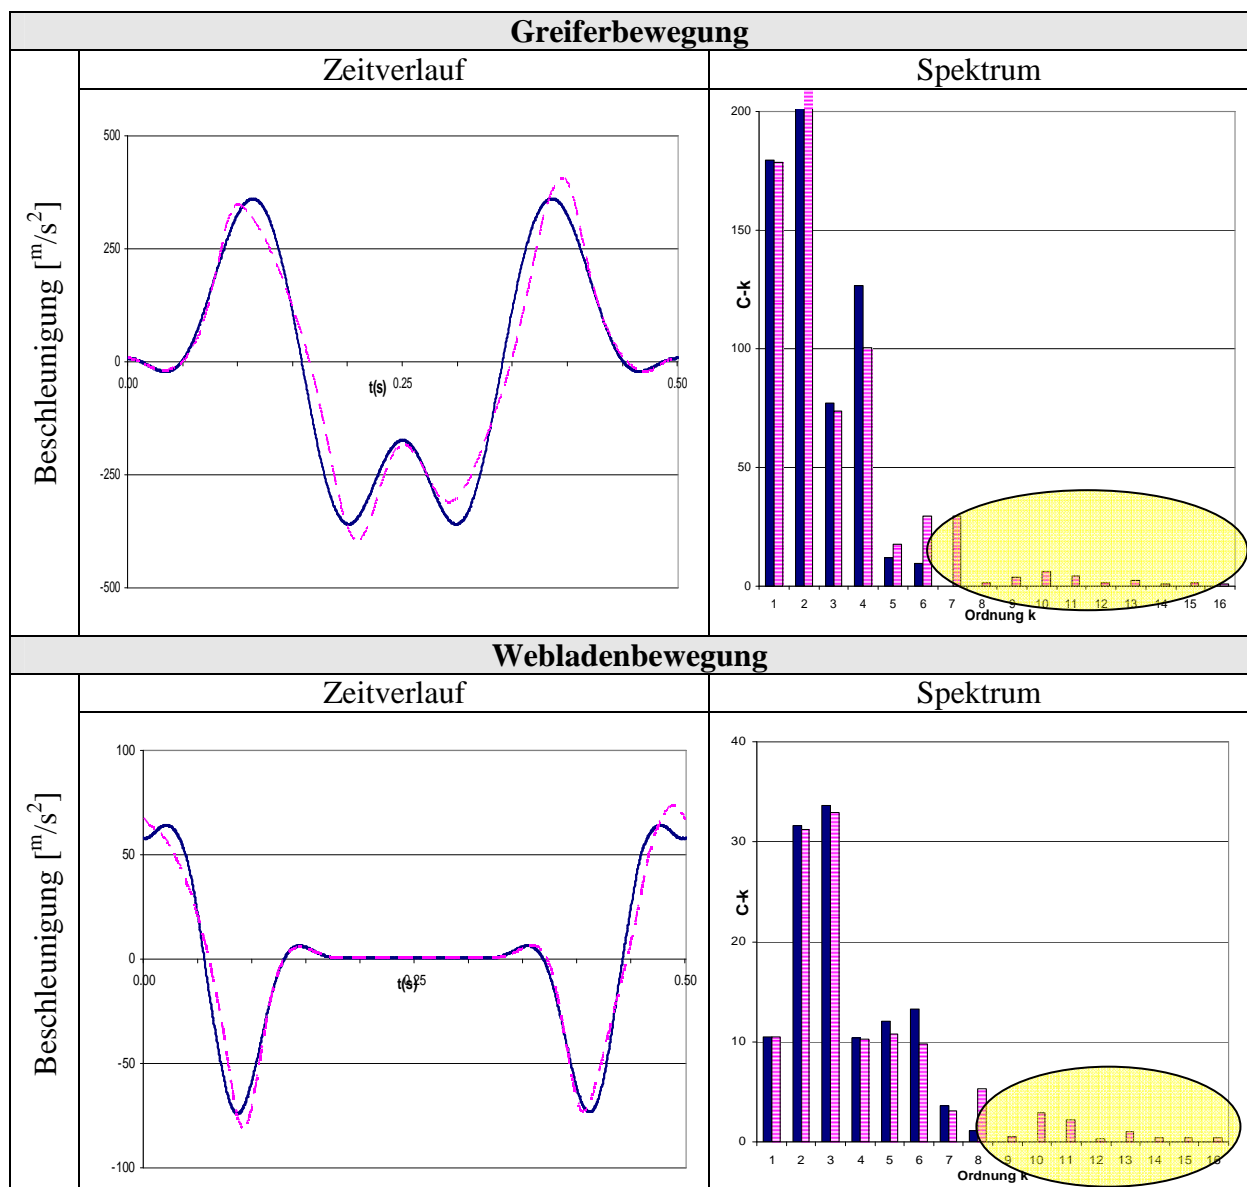 Greiferbewegung
Zeitverlauf
Spektrum
Beschleunigung [m/s²]
500
250
0
-250
-500
0.00
t(s)
0.25
0.50
200
150
100
50
0
C-k
1 2 3 4 5 6 7 8 9 10 11 12 13 14 15 16
Ordnung k
Webladenbewegung
Zeitverlauf
Spektrum
Beschleunigung [m/s²]
100
50
0
-50
-100
0.00
t(s)
0.25
0.50
40
30
20
10
0
C-k
1 2 3 4 5 6 7 8 9 10 11 12 13 14 15 16
Ordnung k